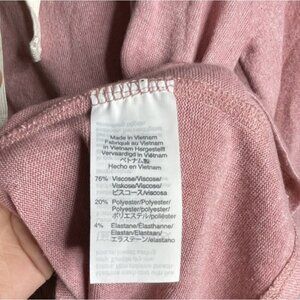 Made in Vietnam
Fabriqué au Vietnam
In Vietnam Hergestellt
Vervaardigd in Vietnam
ベトナム製
Hecho en Vietnam
76% Viscose/Viscose/
Viskose/Viscose/
ビスコース/viscosa
20% Polyester/Polyester/
Polyester/polyester/
ポリエステル/poliéster
4% Elastane/Élasthanne/
Elastan/Elastaan/
エラステーン/elastano